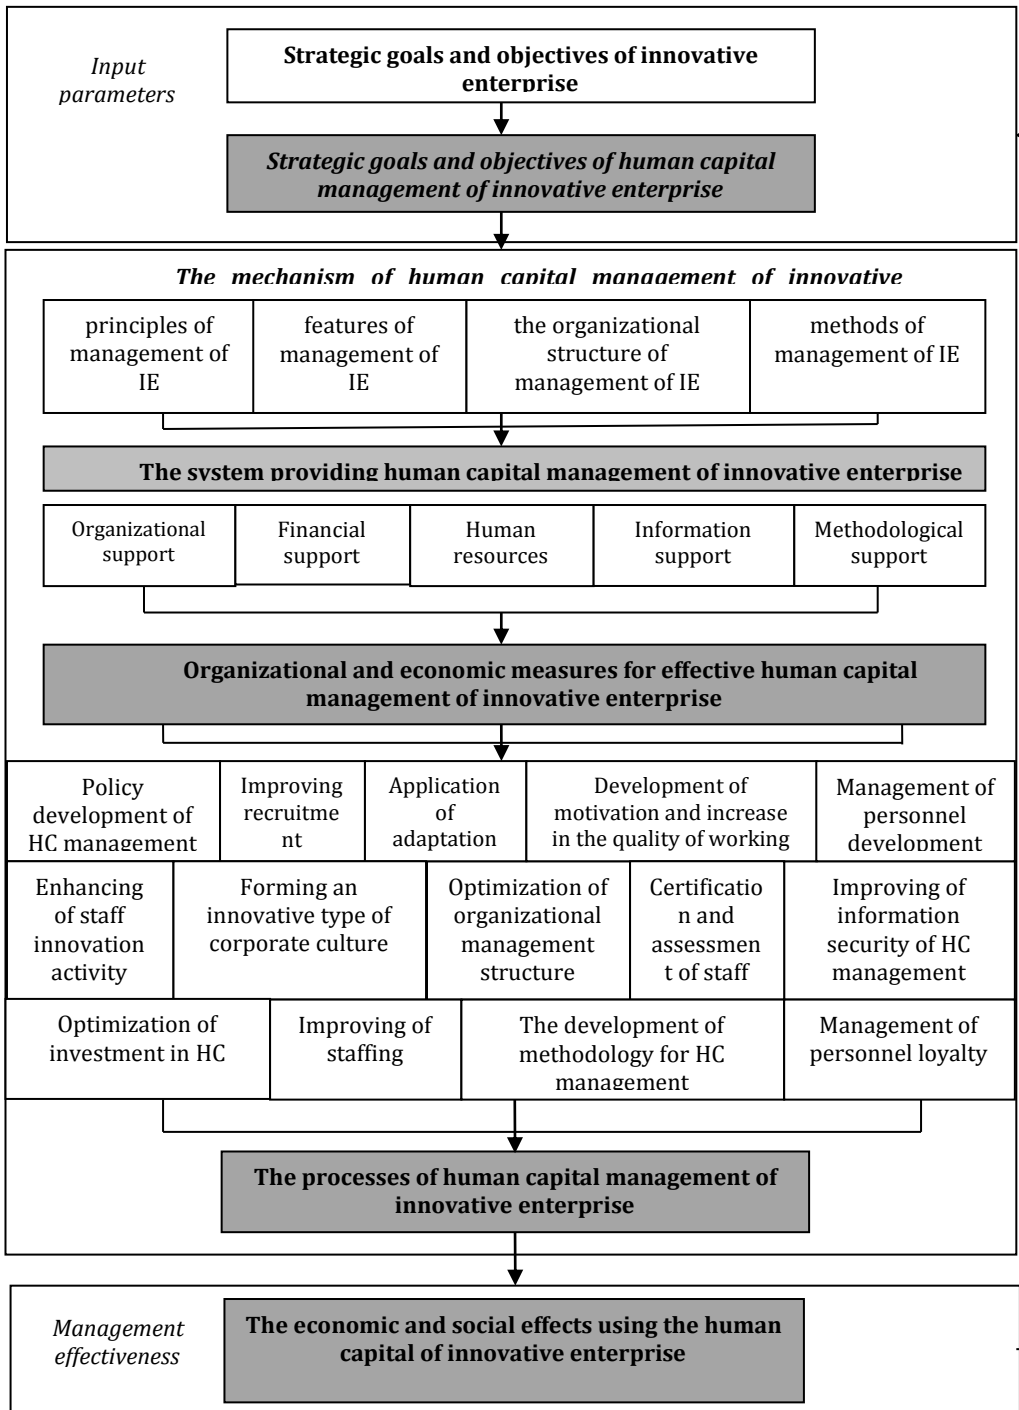 Input
parameters
Strategic goals and objectives of innovative
enterprise
Strategic goals and objectives of human capital
management of innovative enterprise
The mechanism of human capital management of innovative
principles of
management of
IE
features of
management of
IE
the organizational
structure of
management of IE
methods of
management of IE
The system providing human capital management of innovative enterprise
Organizational
support
Financial
support
Human
resources
Information
support
Methodological
support
Organizational and economic measures for effective human capital
management of innovative enterprise
Policy
development of
HC management
Improving
recruitme
nt
Application
of
adaptation
Development of
motivation and increase
in the quality of working
Management of
personnel
development
Enhancing
of staff
innovation
activity
Forming an
innovative type of
corporate culture
Optimization of
organizational
management
structure
Certificatio
n and
assessmen
t of staff
Improving of
information
security of HC
management
Optimization of
investment in HC
Improving of
staffing
The development of
methodology for HC
management
Management of
personnel loyalty
The processes of human capital management of
innovative enterprise
Management
effectiveness
The economic and social effects using the human
capital of innovative enterprise